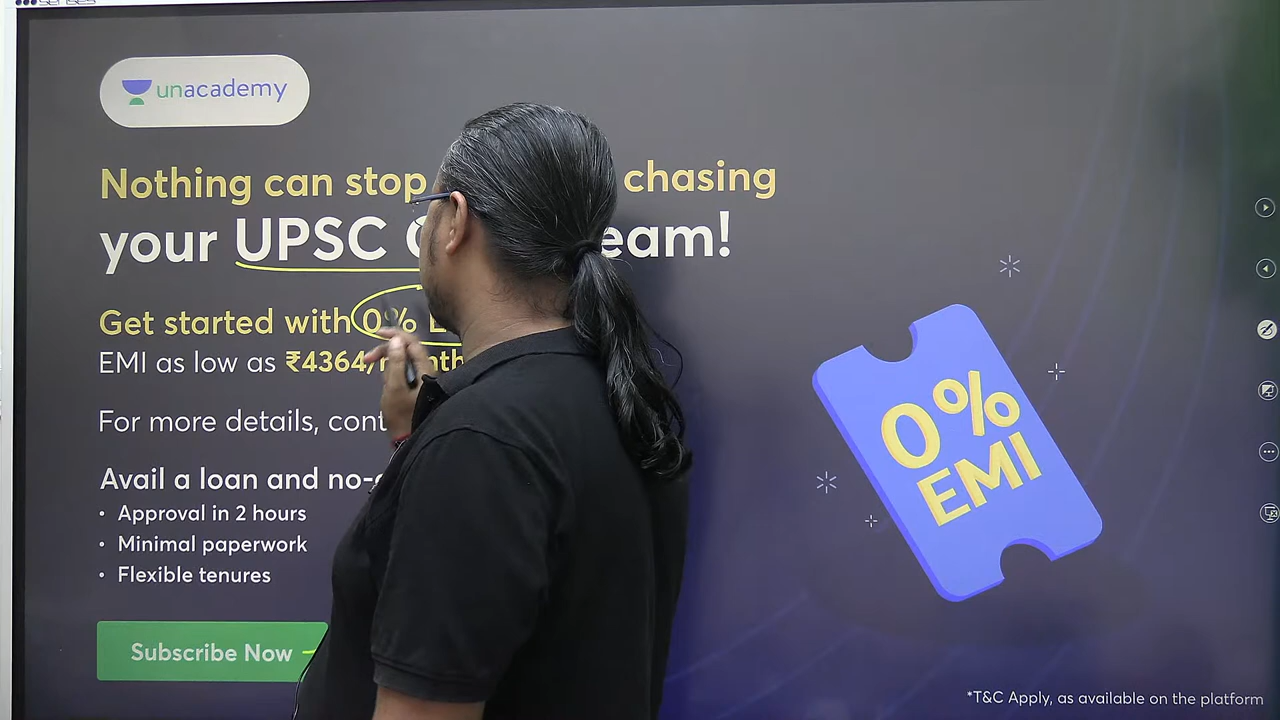 unacademy
Nothing can stop chasing
your UPSC eam!
Get started with 0% E
EMI as low as ₹4364/month
For more details, cont
Avail a loan and no-c
• Approval in 2 hours
• Minimal paperwork
• Flexible tenures
Subscribe Now
0%
EMI
*T&C Apply, as available on the platform